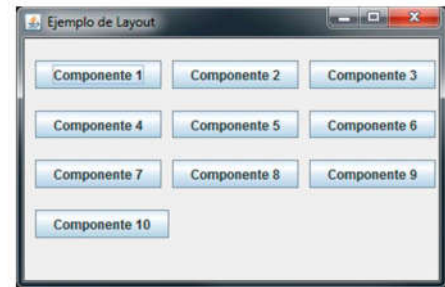 Ejemplo de Layout
Componente 1 Componente 2 Componente 3
Componente 4 Componente 5 Componente 6
Componente 7 Componente 8 Componente 9
Componente 10